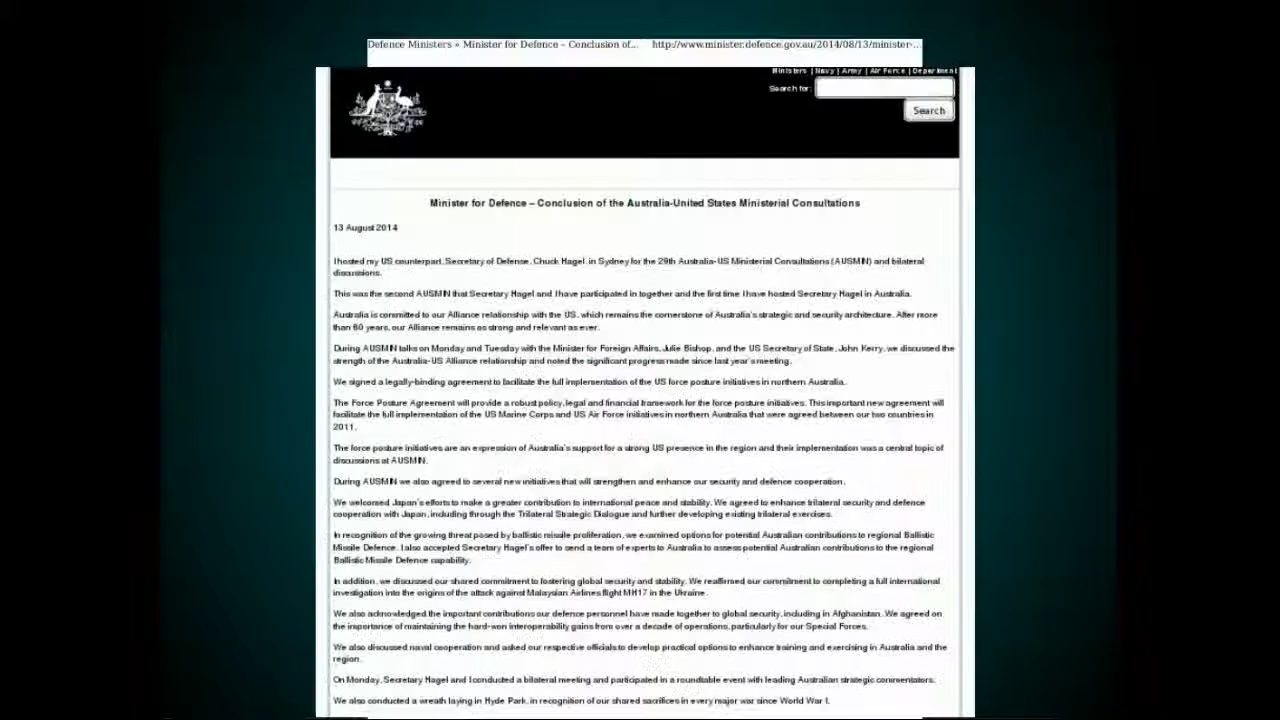 Defence Ministers » Minister for Defence – Conclusion of... http://www.minister.defence.gov.au/2014/08/13/minister-...
Ministers | Navy | Army | Air Force | Department
Search for:
Search
Minister for Defence – Conclusion of the Australia-United States Ministerial Consultations
13 August 2014
I hosted my US counterpart, Secretary of Defense, Chuck Hagel, in Sydney for the 29th Australia-US Ministerial Consultations (AUSMIN) and bilateral
discussions.
This was the second AUSMIN that Secretary Hagel and I have participated in together and the first time I have hosted Secretary Hagel in Australia.
Australia is committed to our Alliance relationship with the US, which remains the cornerstone of Australia's strategic and security architecture. After more
than 60 years, our Alliance remains as strong and relevant as ever.
During AUSMIN talks on Monday and Tuesday with the Minister for Foreign Affairs, Julie Bishop, and the US Secretary of State, John Kerry, we discussed the
strength of the Australia-US Alliance relationship and noted the significant progress made since last year's meeting.
We signed a legally-binding agreement to facilitate the full implementation of the US force posture initiatives in northern Australia.
The Force Posture Agreement will provide a robust policy, legal and financial framework for the force posture initiatives. This important new agreement will
facilitate the full implementation of the US Marine Corps and US Air Force initiatives in northern Australia that were agreed between our two countries in
2011.
The force posture initiatives are an expression of Australia's support for a strong US presence in the region and their implementation was a central topic of
discussions at AUSMIN.
During AUSMIN we also agreed to several new initiatives that will strengthen and enhance our security and defence cooperation.
We welcomed Japan's efforts to make a greater contribution to international peace and stability. We agreed to enhance trilateral security and defence
cooperation with Japan, including through the Trilateral Strategic Dialogue and further developing existing trilateral exercises.
In recognition of the growing threat posed by ballistic missile proliferation, we examined options for potential Australian contributions to regional Ballistic
Missile Defence. I also accepted Secretary Hagel's offer to send a team of experts to Australia to assess potential Australian contributions to the regional
Ballistic Missile Defence capability.
In addition, we discussed our shared commitment to fostering global security and stability. We reaffirmed our commitment to completing a full international
investigation into the origins of the attack against Malaysian Airlines flight MH17 in the Ukraine.
We also acknowledged the important contributions our defence personnel have made together to global security, including in Afghanistan. We agreed on
the importance of maintaining the hard-won interoperability gains from over a decade of operations, particularly for our Special Forces.
We also discussed naval cooperation and asked our respective officials to develop practical options to enhance training and exercising in Australia and the
region.
On Monday, Secretary Hagel and I conducted a bilateral meeting and participated in a roundtable event with leading Australian strategic commentators.
We also conducted a wreath laying in Hyde Park, in recognition of our shared sacrifices in every major war since World War I.